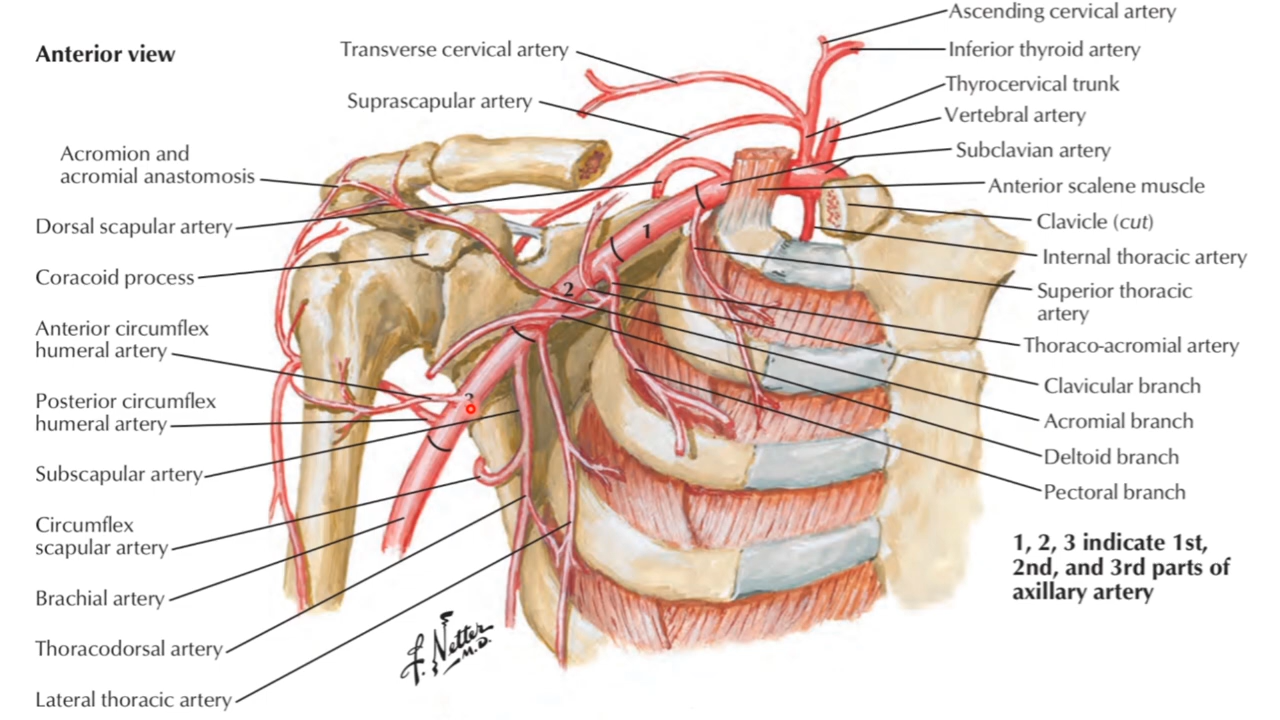 Anterior view
Transverse cervical artery
Suprascapular artery
Acromion and
acromial anastomosis
Dorsal scapular artery
Coracoid process
Anterior circumflex
humeral artery
Posterior circumflex
humeral artery
Subscapular artery
Circumflex
scapular artery
Brachial artery
Thoracodorsal artery
Lateral thoracic artery
Ascending cervical artery
Inferior thyroid artery
Thyrocervical trunk
Vertebral artery
Subclavian artery
Anterior scalene muscle
Clavicle (cut)
Internal thoracic artery
Superior thoracic
artery
Thoraco-acromial artery
Clavicular branch
Acromial branch
Deltoid branch
Pectoral branch
1
2
3
1, 2, 3 indicate 1st,
2nd, and 3rd parts of
axillary artery
F. Netter
M.D.